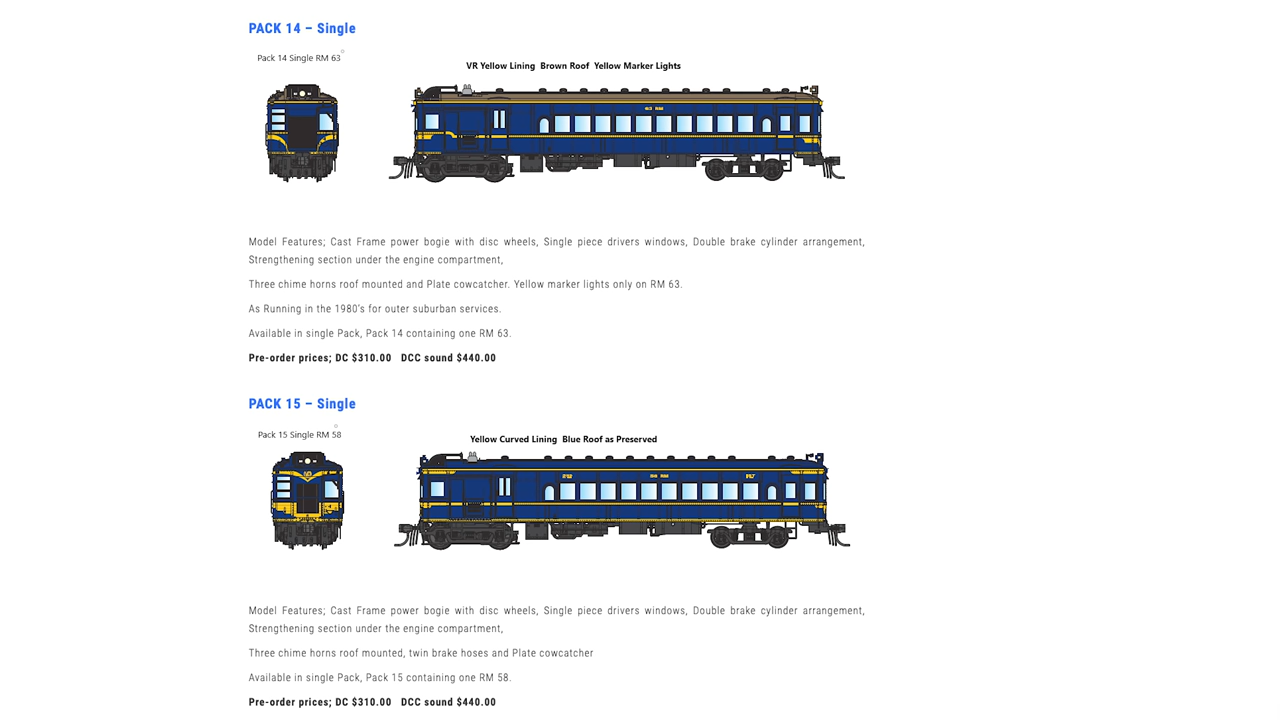 PACK 14 – Single
Pack 14 Single RM 63
VR Yellow Lining  Brown Roof  Yellow Marker Lights
63 RM
Model Features; Cast Frame power bogie with disc wheels, Single piece drivers windows, Double brake cylinder arrangement,
Strengthening section under the engine compartment,
Three chime horns roof mounted and Plate cowcatcher. Yellow marker lights only on RM 63.
As Running in the 1980’s for outer suburban services.
Available in single Pack, Pack 14 containing one RM 63.
Pre-order prices; DC $310.00   DCC sound $440.00
PACK 15 – Single
Pack 15 Single RM 58
Yellow Curved Lining  Blue Roof as Preserved
Model Features; Cast Frame power bogie with disc wheels, Single piece drivers windows, Double brake cylinder arrangement,
Strengthening section under the engine compartment,
Three chime horns roof mounted, twin brake hoses and Plate cowcatcher
Available in single Pack, Pack 15 containing one RM 58.
Pre-order prices; DC $310.00   DCC sound $440.00